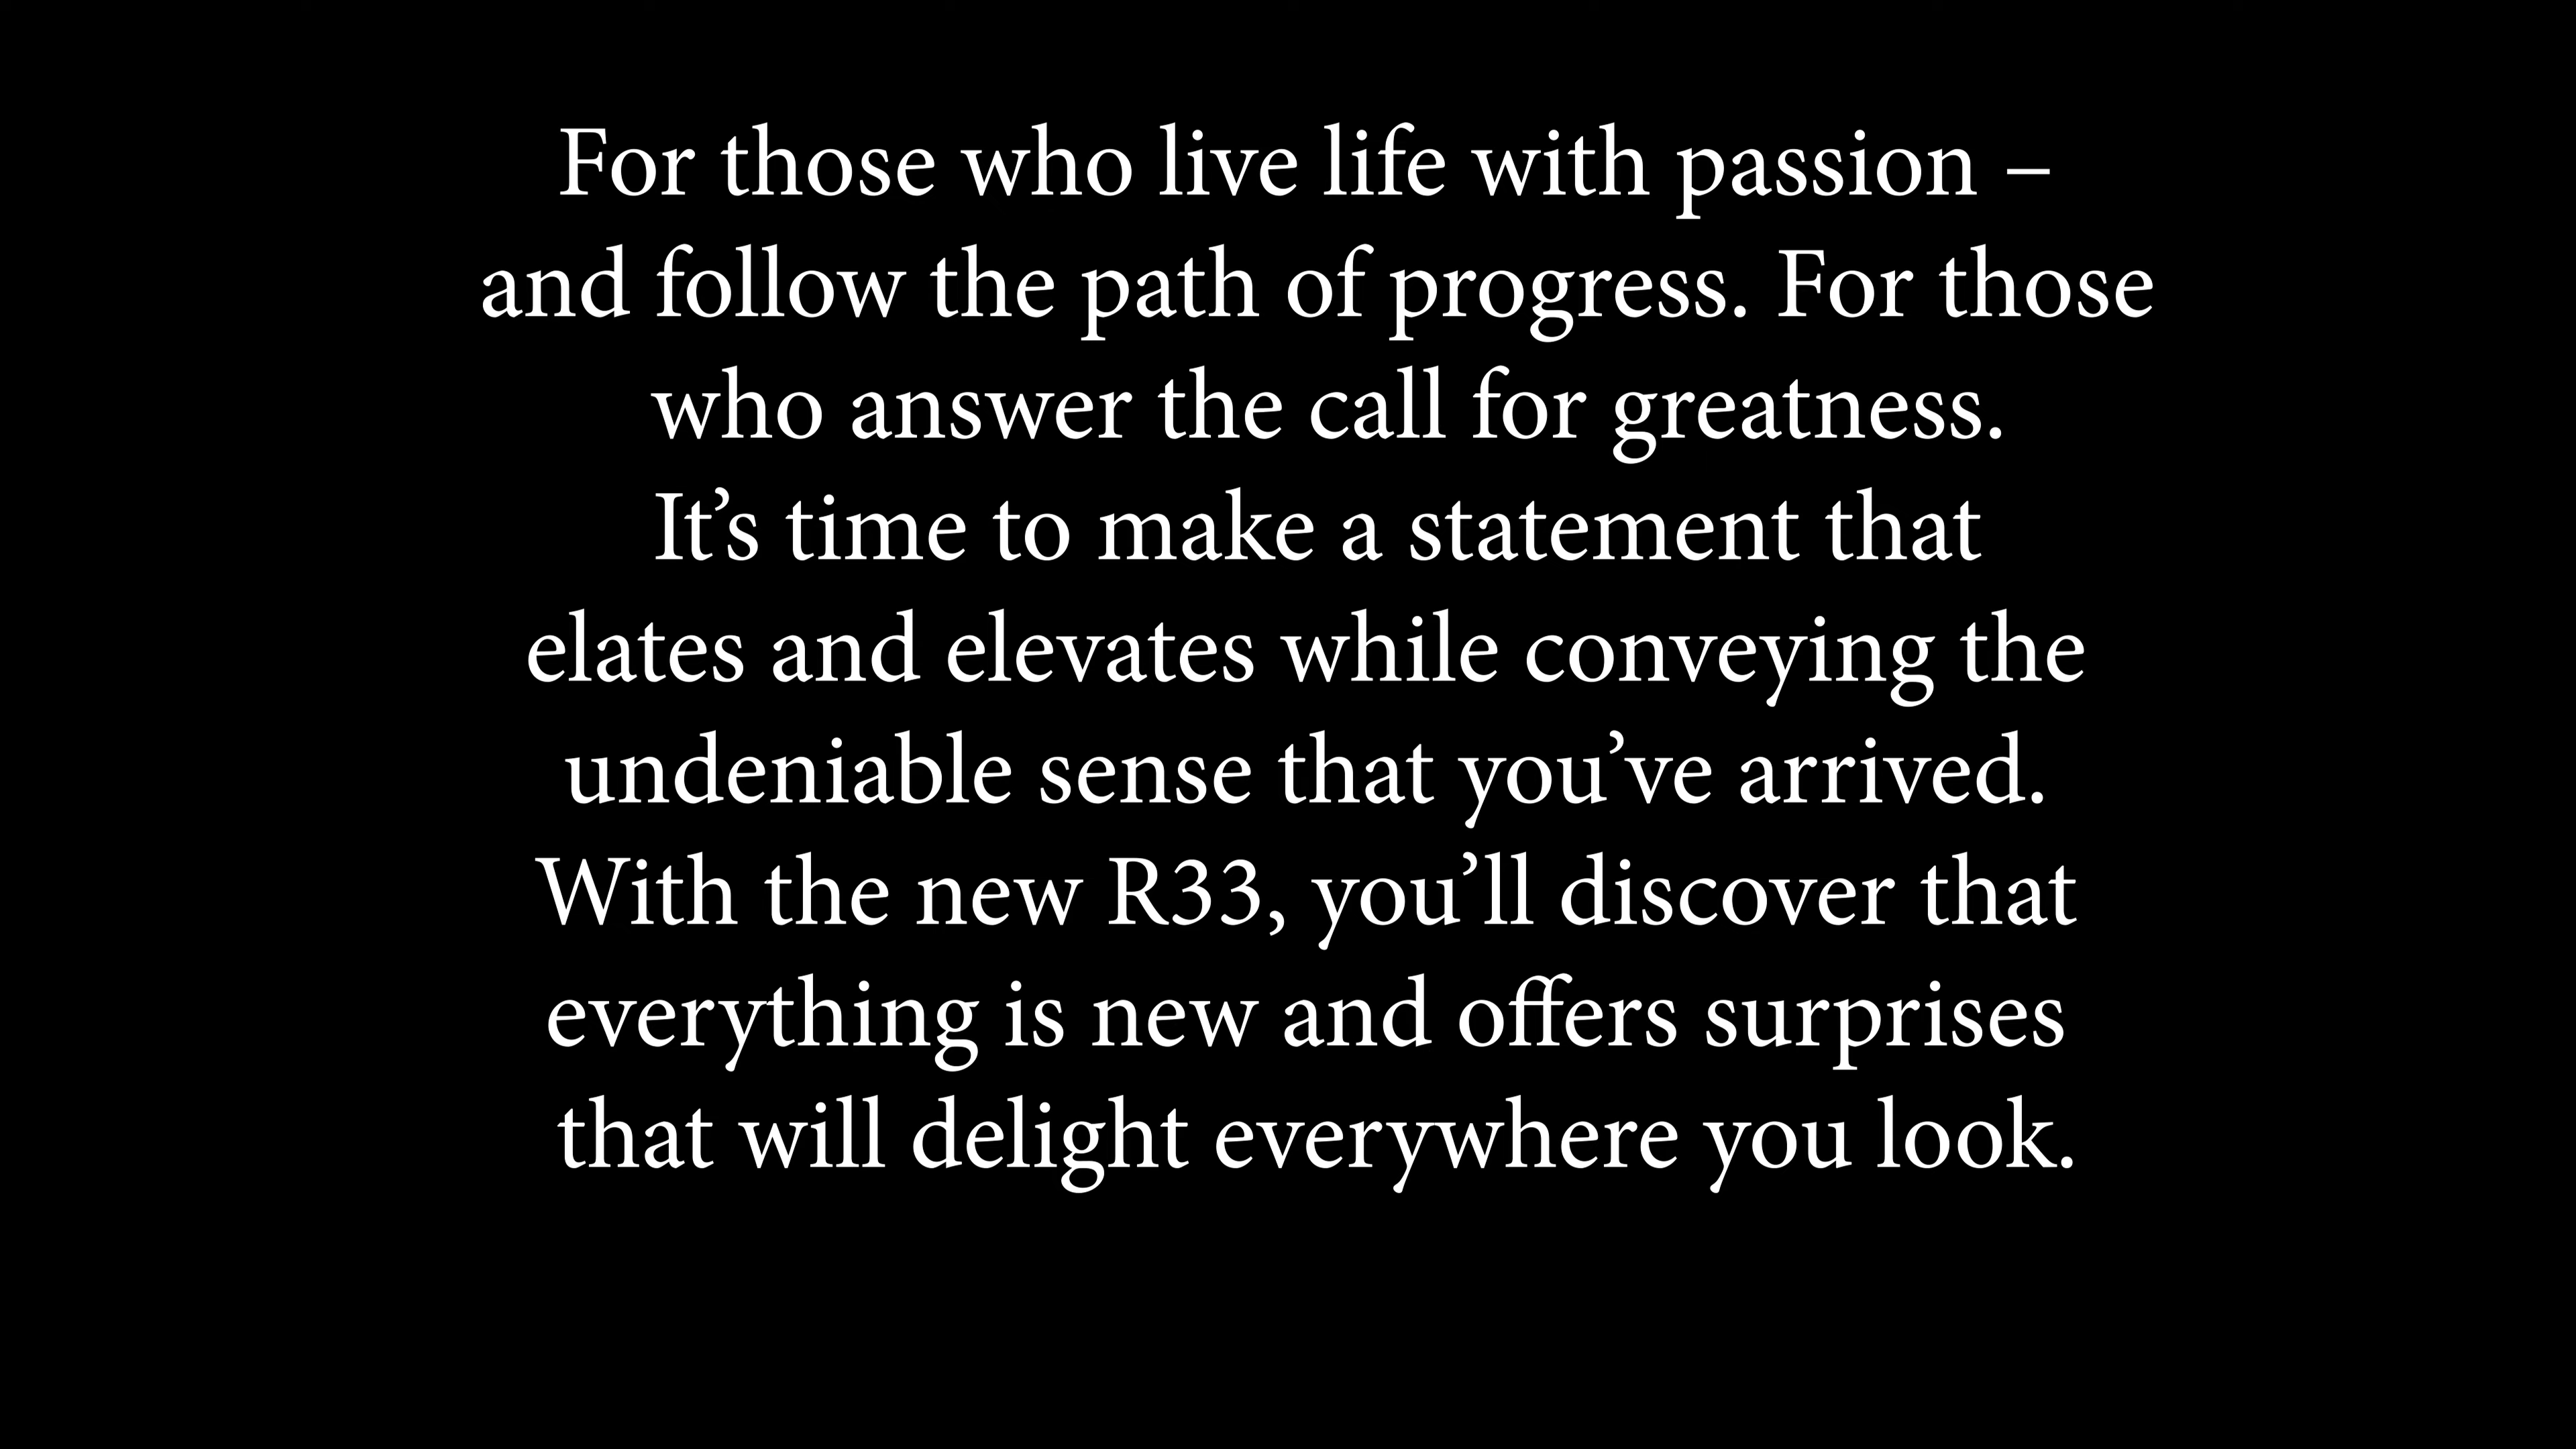 For those who live life with passion –
and follow the path of progress. For those
who answer the call for greatness.
It’s time to make a statement that
elates and elevates while conveying the
undeniable sense that you’ve arrived.
With the new R33, you’ll discover that
everything is new and offers surprises
that will delight everywhere you look.